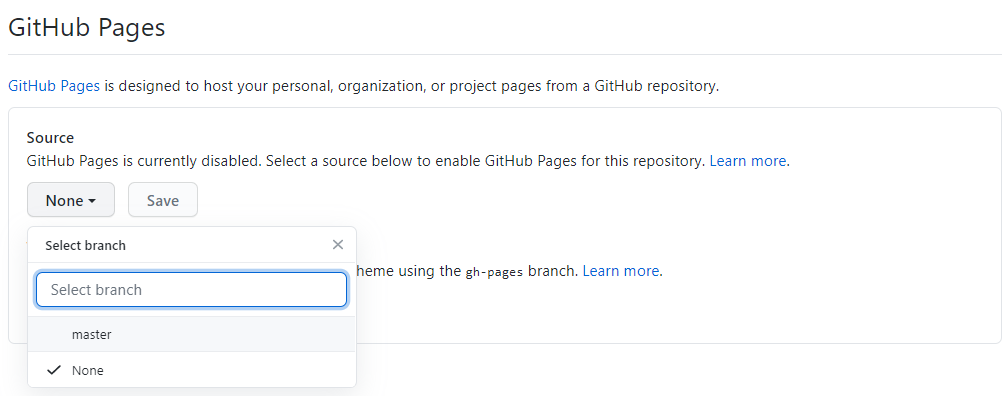 GitHub Pages
GitHub Pages is designed to host your personal, organization, or project pages from a GitHub repository.
Source
GitHub Pages is currently disabled. Select a source below to enable GitHub Pages for this repository. Learn more.
None Save
Select branch
heme using the gh-pages branch. Learn more.
Select branch
master
None